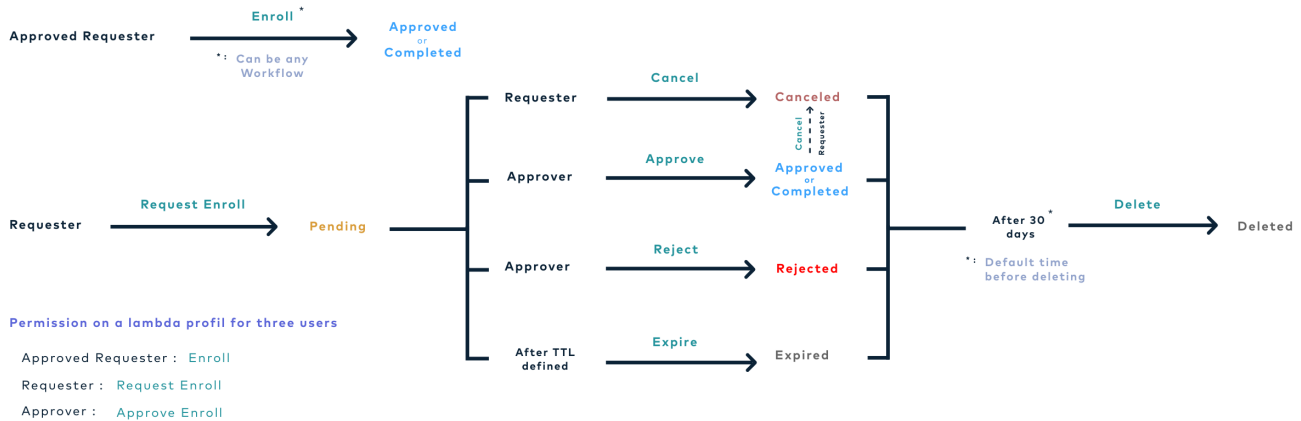 Enroll *
Approved Requester
*: Can be any
Workflow
Approved
or
Completed
Requester
Cancel
Canceled
Cancel
Requester
Approver
Approve
Approved
or
Completed
Requester
Request Enroll
Pending
Approver
Reject
Rejected
After TTL
defined
Expire
Expired
After 30 *
days
*: Default time
before deleting
Delete
Deleted
Permission on a lambda profil for three users
Approved Requester : Enroll
Requester : Request Enroll
Approver : Approve Enroll